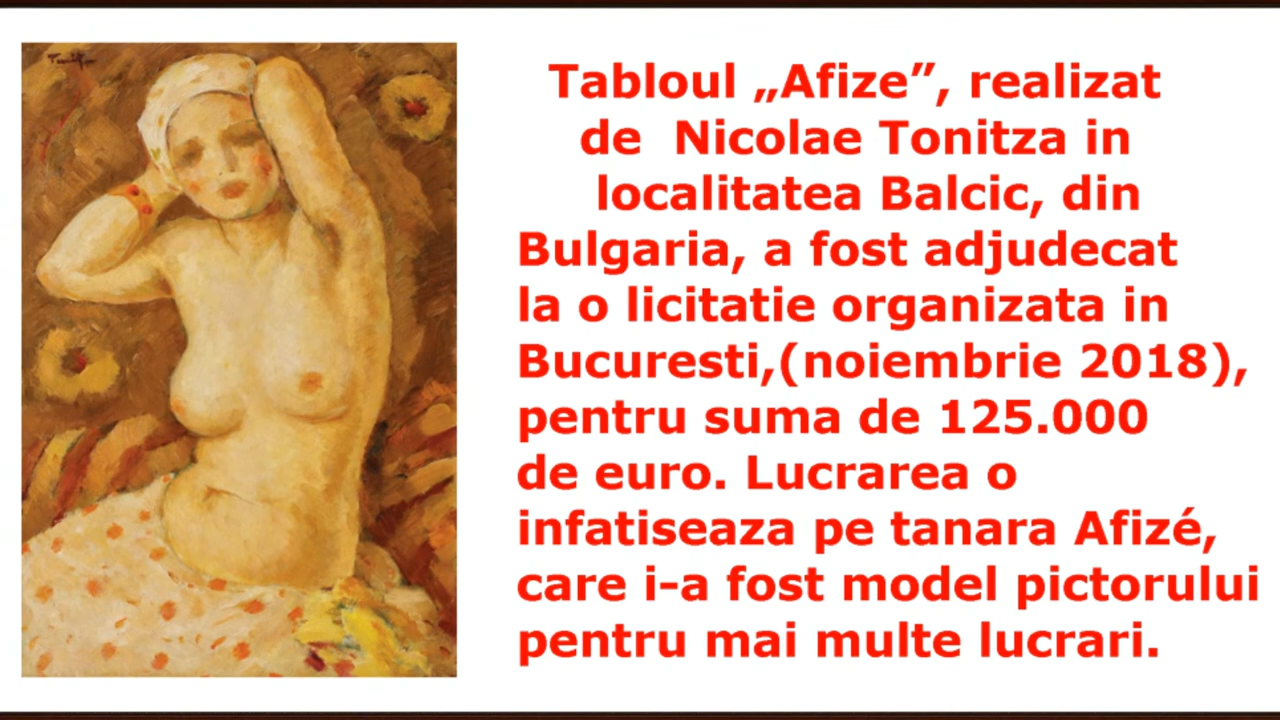 Tabloul „Afize”, realizat
de Nicolae Tonitza in
localitatea Balcic, din
Bulgaria, a fost adjudecat
la o licitatie organizata in
Bucuresti,(noiembrie 2018),
pentru suma de 125.000
de euro. Lucrarea o
infatiseaza pe tanara Afizé,
care i-a fost model pictorului
pentru mai multe lucrari.